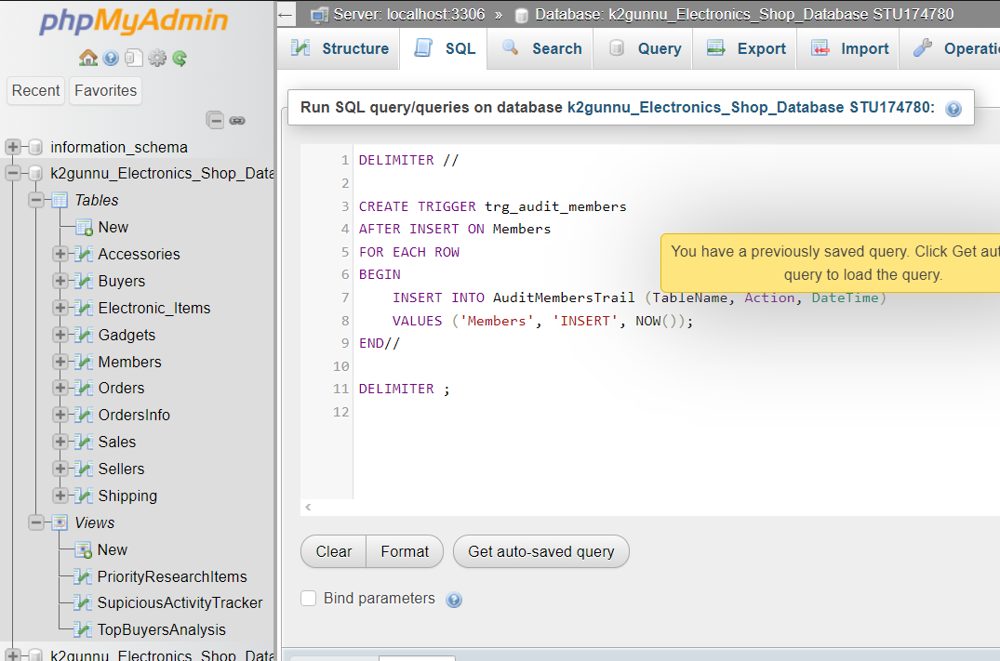 phpMyAdmin
Recent
Favorites
information_schema
k2gunnu_Electronics_Shop_Data
Tables
New
Accessories
Buyers
Electronic_Items
Gadgets
Members
Orders
OrdersInfo
Sales
Sellers
Shipping
Views
New
PriorityResearchItems
SupiciousActivityTracker
TopBuyersAnalysis
k2gunnu_Electronics_Shop_Data
Server: localhost:3306 » Database: k2gunnu_Electronics_Shop_Database STU174780
Structure SQL Search Query Export Import Operati
Run SQL query/queries on database k2gunnu_Electronics_Shop_Database STU174780:
1 DELIMITER //
2
3 CREATE TRIGGER trg_audit_members
4 AFTER INSERT ON Members
5 FOR EACH ROW
6 BEGIN
7 INSERT INTO AuditMembersTrail (TableName, Action, DateTime)
8 VALUES ('Members', 'INSERT', NOW());
9 END//
10
11 DELIMITER ;
12
You have a previously saved query. Click Get aut
query to load the query.
Clear Format Get auto-saved query
Bind parameters